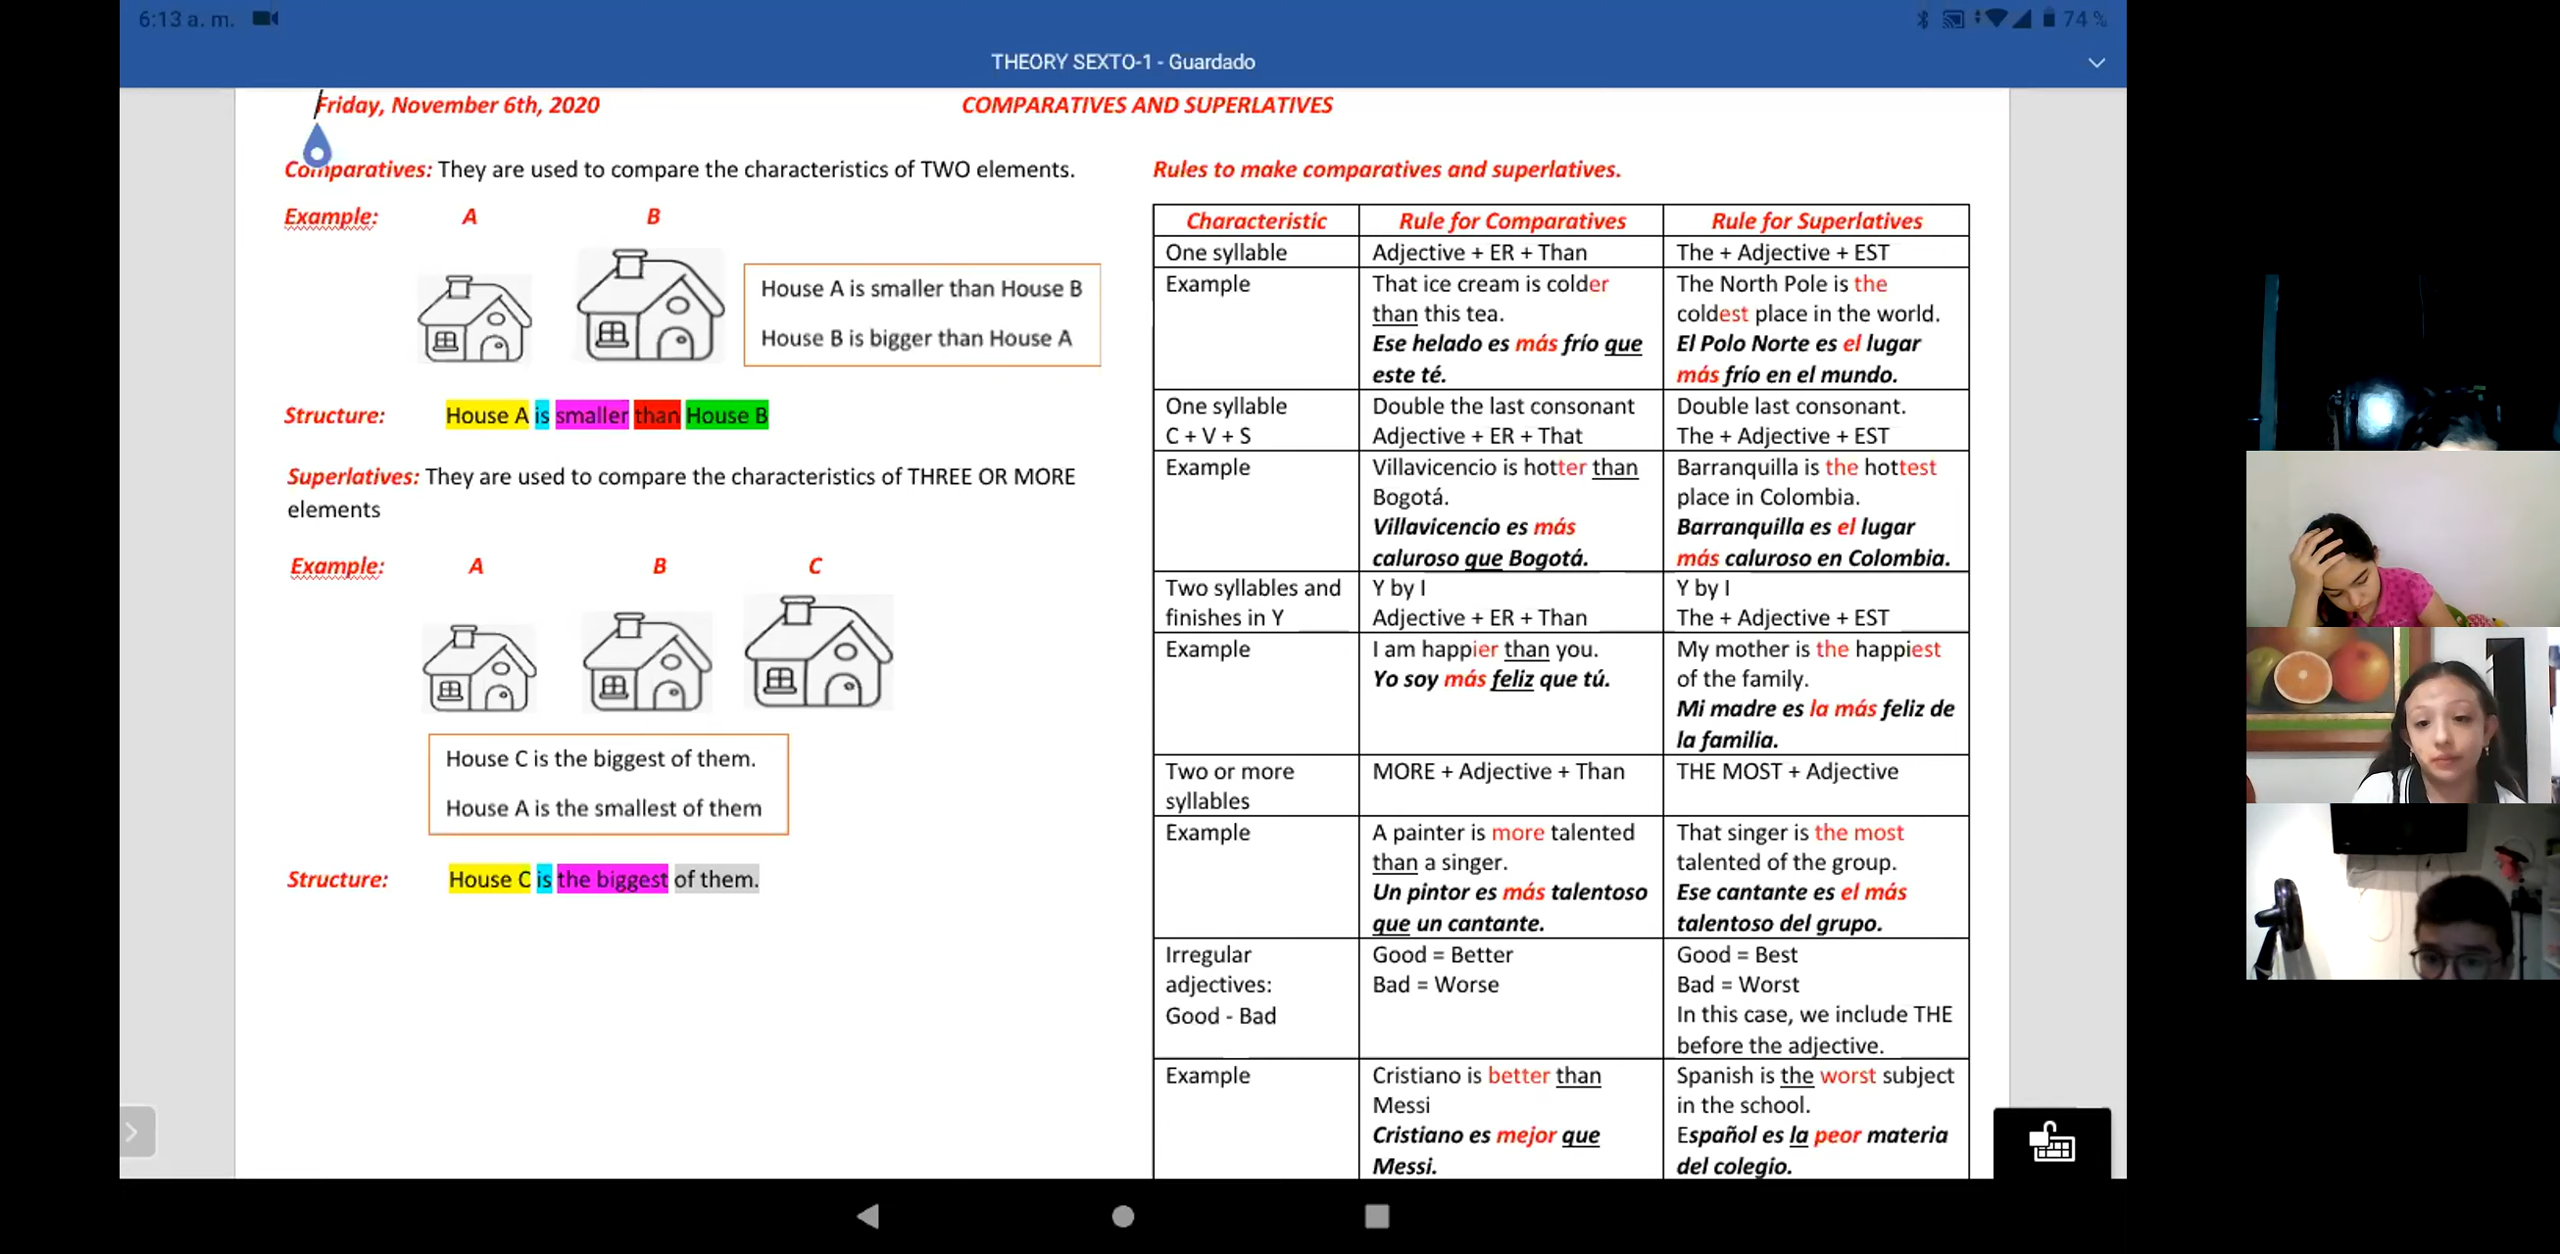 6:13 a. m.
74 %
THEORY SEXTO-1 - Guardado
Friday, November 6th, 2020
COMPARATIVES AND SUPERLATIVES
Comparatives: They are used to compare the characteristics of TWO elements.
Example:
A
B
House A is smaller than House B
House B is bigger than House A
Structure:
House A is smaller than House B
Superlatives: They are used to compare the characteristics of THREE OR MORE
elements
Example:
A
B
C
House C is the biggest of them.
House A is the smallest of them
Structure:
House C is the biggest of them.
Rules to make comparatives and superlatives.
Characteristic
Rule for Comparatives
Rule for Superlatives
One syllable
Adjective + ER + Than
The + Adjective + EST
Example
That ice cream is colder
than this tea.
Ese helado es más frío que
este té.
The North Pole is the
coldest place in the world.
El Polo Norte es el lugar
más frío en el mundo.
One syllable
C + V + S
Double the last consonant
Adjective + ER + That
Double last consonant.
The + Adjective + EST
Example
Villavicencio is hotter than
Bogotá.
Villavicencio es más
caluroso que Bogotá.
Barranquilla is the hottest
place in Colombia.
Barranquilla es el lugar
más caluroso en Colombia.
Two syllables and
finishes in Y
Y by I
Adjective + ER + Than
Y by I
The + Adjective + EST
Example
I am happier than you.
Yo soy más feliz que tú.
My mother is the happiest
of the family.
Mi madre es la más feliz de
la familia.
Two or more
syllables
MORE + Adjective + Than
THE MOST + Adjective
Example
A painter is more talented
than a singer.
Un pintor es más talentoso
que un cantante.
That singer is the most
talented of the group.
Ese cantante es el más
talentoso del grupo.
Irregular
adjectives:
Good - Bad
Good = Better
Bad = Worse
Good = Best
Bad = Worst
In this case, we include THE
before the adjective.
Example
Cristiano is better than
Messi
Cristiano es mejor que
Messi.
Spanish is the worst subject
in the school.
Español es la peor materia
del colegio.